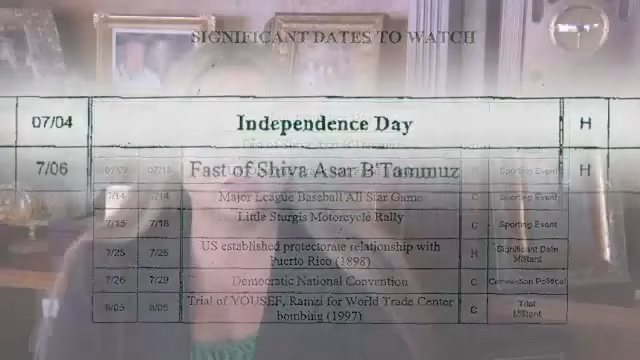 SIGNIFICANT DATES TO WATCH
07/04 Independence Day H
7/06 Fast of Shiva Asar B'Tammuz H
Sporting Event
7/14 7/14 Major League Baseball All Star Game C Sporting Event
7/15 7/18 Little Sturgis Motorcycle Rally C Sporting Event
7/25 7/25 US established protectorate relationship with H Significant Date
Puerto Rico (1898) Militant
7/26 7/29 Democratic National Convention C Convention Political
8/05 8/05 Trial of YOUSEF, Ramzi for World Trade Center C Trial
bombing (1997) Militant